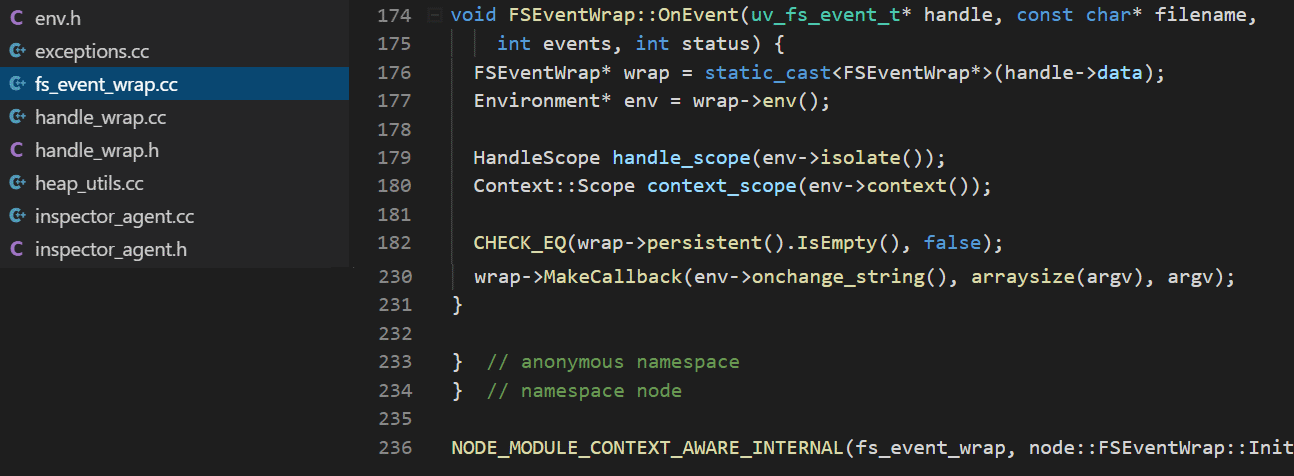 env.h
exceptions.cc
fs_event_wrap.cc
handle_wrap.cc
handle_wrap.h
heap_utils.cc
inspector_agent.cc
inspector_agent.h
174 void FSEventWrap::OnEvent(uv_fs_event_t* handle, const char* filename,
175     int events, int status) {
176   FSEventWrap* wrap = static_cast<FSEventWrap*>(handle->data);
177   Environment* env = wrap->env();
178
179   HandleScope handle_scope(env->isolate());
180   Context::Scope context_scope(env->context());
181
182   CHECK_EQ(wrap->persistent().IsEmpty(), false);
230   wrap->MakeCallback(env->onchange_string(), arraysize(argv), argv);
231 }
232
233 }  // anonymous namespace
234 }  // namespace node
235
236 NODE_MODULE_CONTEXT_AWARE_INTERNAL(fs_event_wrap, node::FSEventWrap::Init